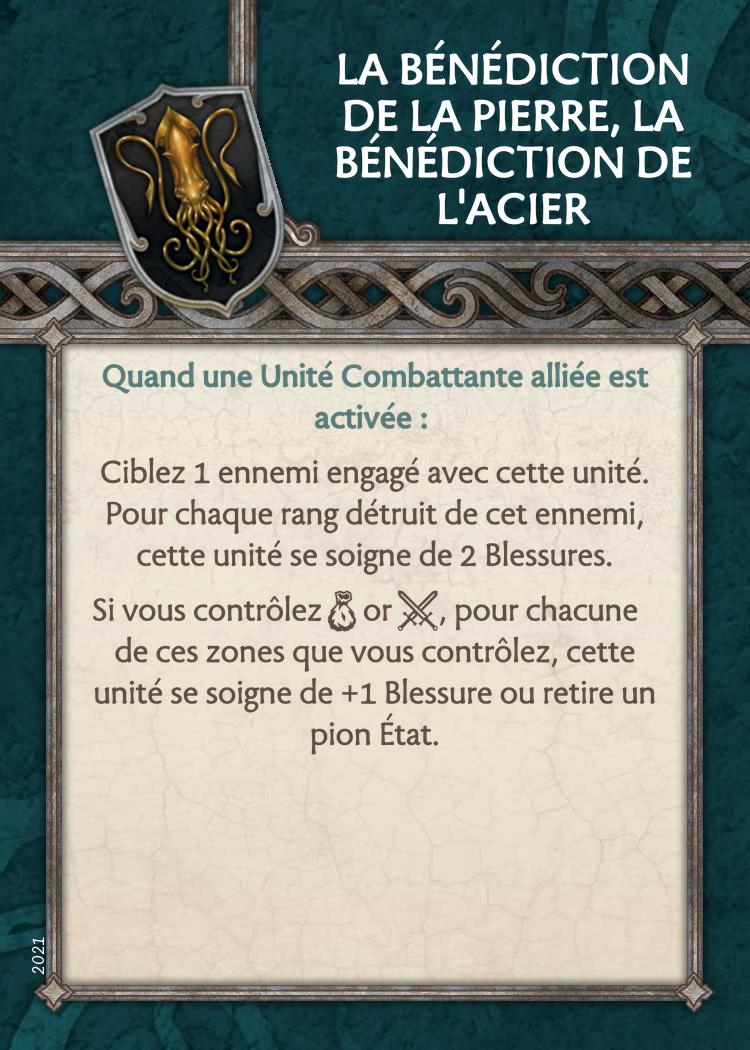 LA BÉNÉDICTION
DE LA PIERRE, LA
BÉNÉDICTION DE
L'ACIER
Quand une Unité Combattante alliée est
activée :
Ciblez 1 ennemi engagé avec cette unité.
Pour chaque rang détruit de cet ennemi,
cette unité se soigne de 2 Blessures.
Si vous contrôlez or , pour chacune
de ces zones que vous contrôlez, cette
unité se soigne de +1 Blessure ou retire un
pion État.
2021